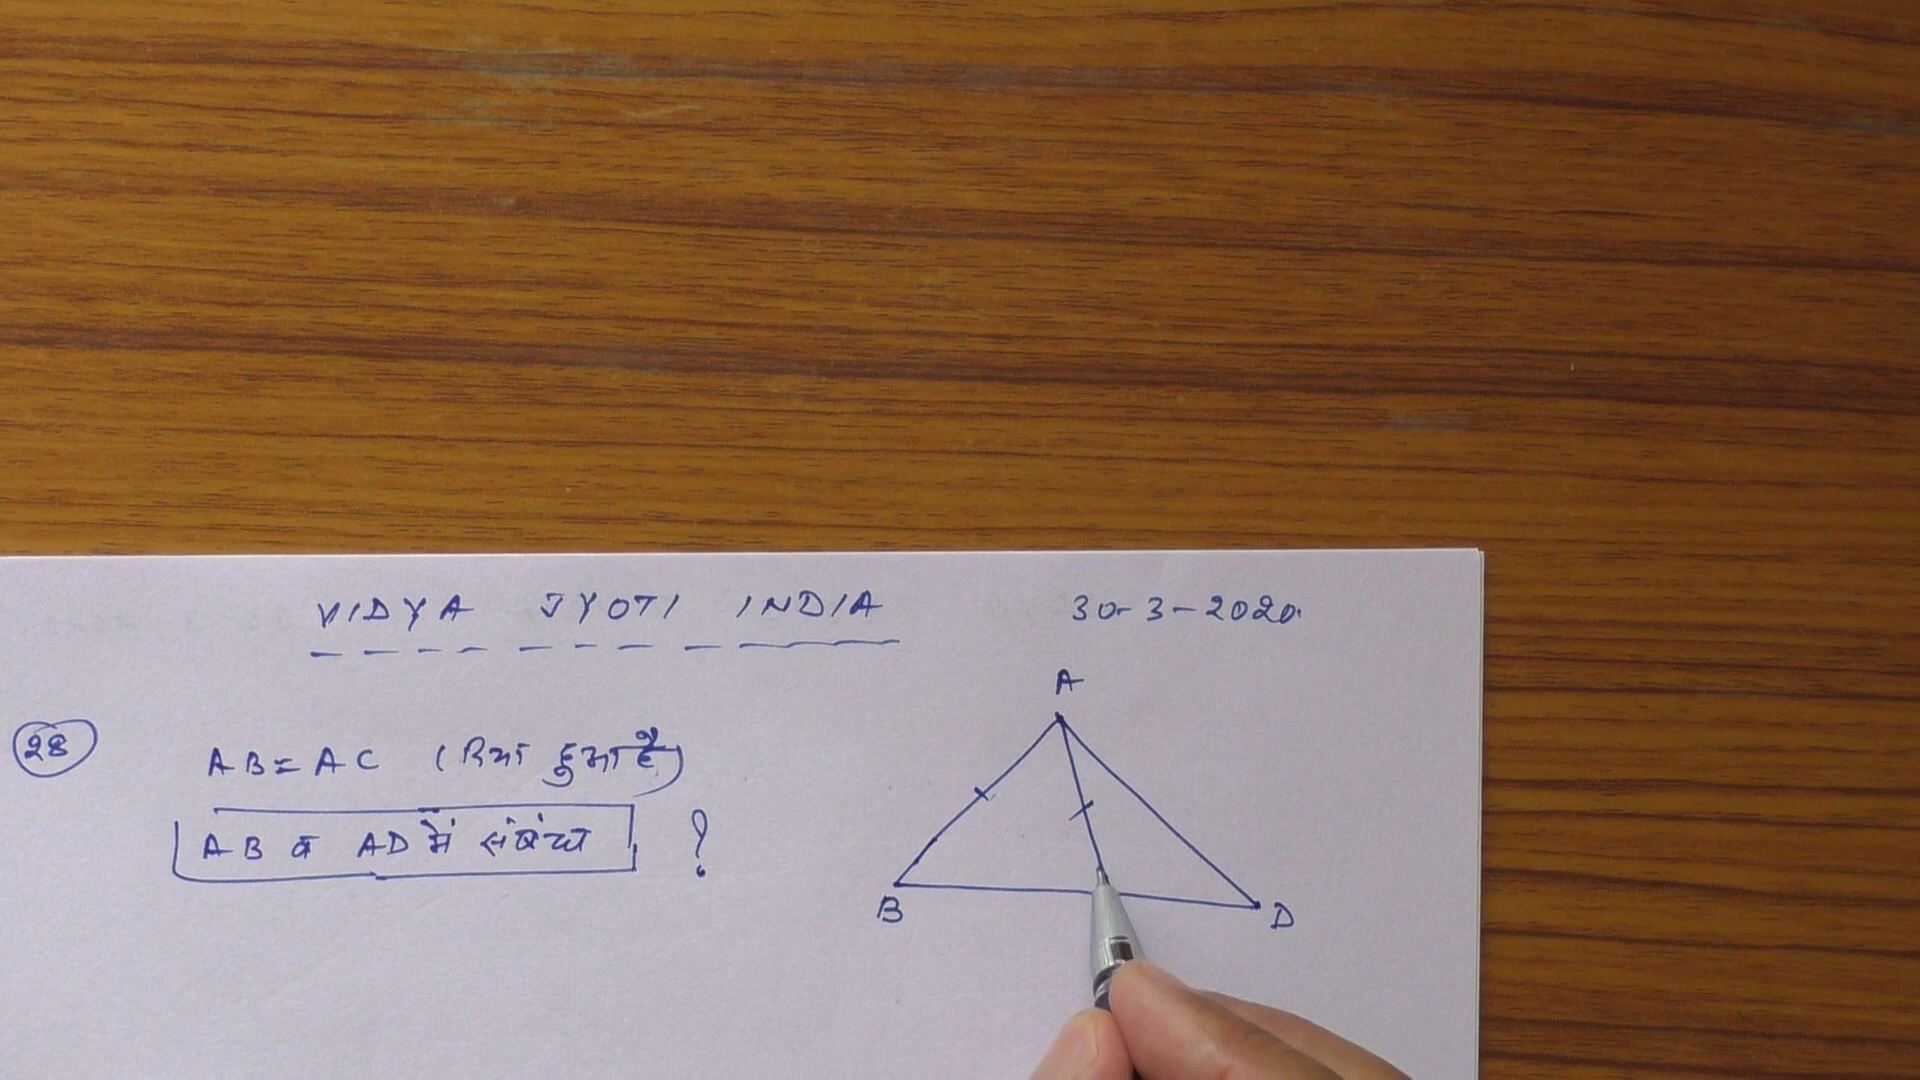 VIDYA JYOTI INDIA 30-3-2020.
28
AB = AC (दिया हुआ है)
AB व AD में संबंध ?
A
B
D